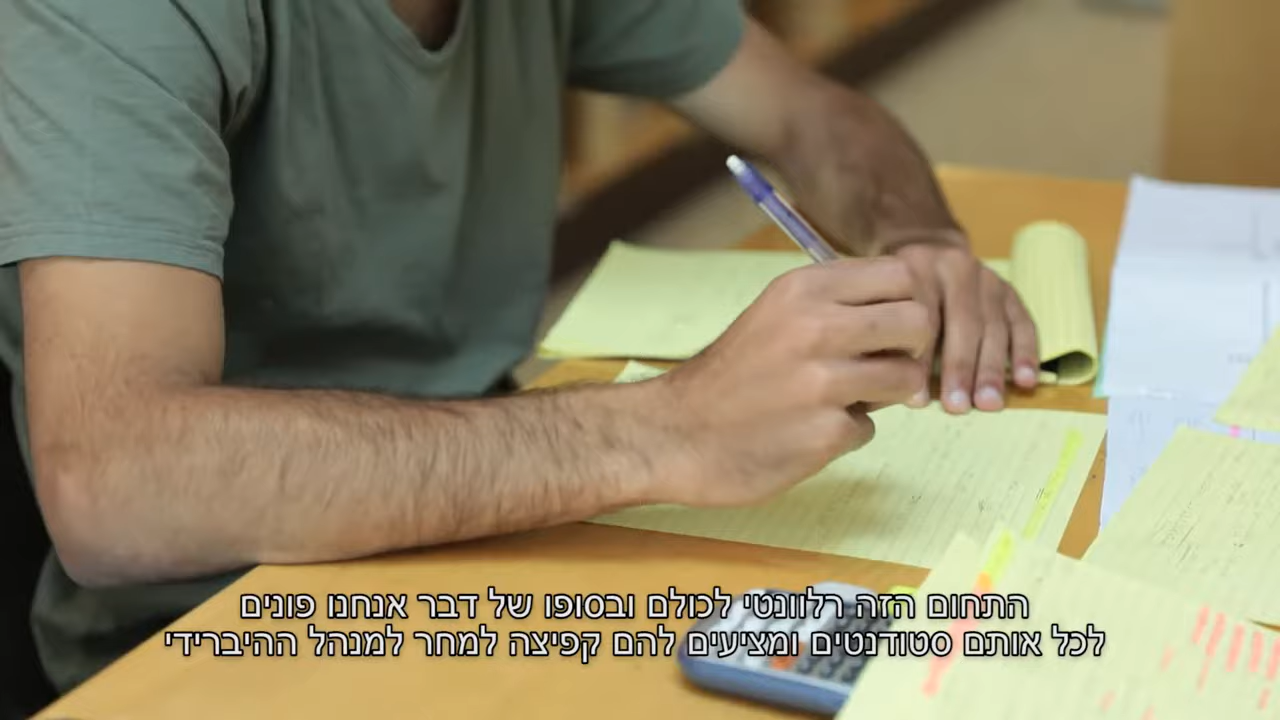 התחום הזה רלוונטי לכולם ובסופו של דבר אנחנו פונים
לכל אותם סטודנטים ומציעים להם קפיצה למחר למנהל ההיברידי